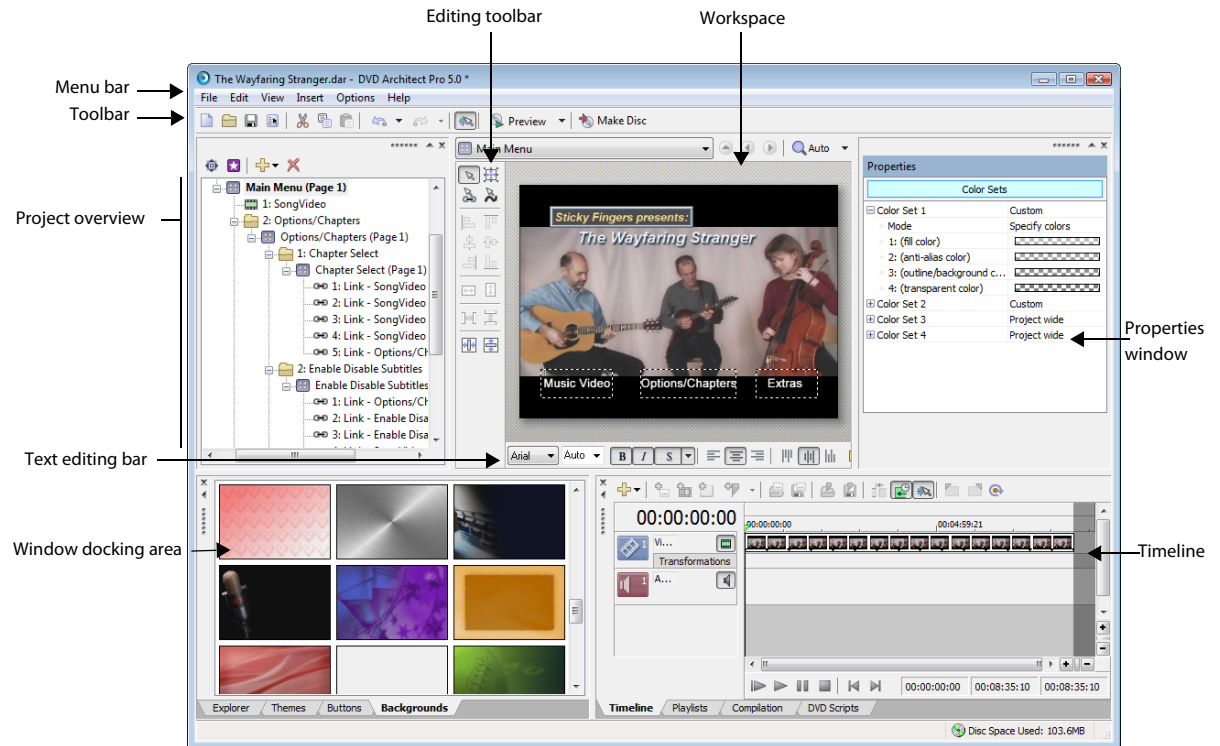 Editing toolbar
Workspace
Menu bar
Toolbar
Project overview
Text editing bar
Window docking area
Properties
window
Timeline
The Wayfaring Stranger.dar - DVD Architect Pro 5.0 *
File Edit View Insert Options Help
Preview
Make Disc
Main Menu (Page 1)
1: SongVideo
2: Options/Chapters
Options/Chapters (Page 1)
1: Chapter Select
Chapter Select (Page 1)
1: Link - SongVideo
2: Link - SongVideo
3: Link - SongVideo
4: Link - SongVideo
5: Link - Options/Ch
2: Enable Disable Subtitles
Enable Disable Subtitles
1: Link - Options/Ch
2: Link - Enable Disa
3: Link - Enable Disa
Main Menu
Auto
Sticky Fingers presents:
The Wayfaring Stranger
Music Video
Options/Chapters
Extras
Arial
Auto
B I S
Properties
Color Sets
Color Set 1 Custom
Mode Specify colors
1: (fill color)
2: (anti-alias color)
3: (outline/background c...
4: (transparent color)
Color Set 2 Custom
Color Set 3 Project wide
Color Set 4 Project wide
Explorer Themes Buttons Backgrounds
00:00:00:00
00:00:00:00
00:04:59:21
1 Vi...
Transformations
1 A...
00:00:00:00 00:08:35:10 00:08:35:10
Timeline Playlists Compilation DVD Scripts
Disc Space Used: 103.6MB